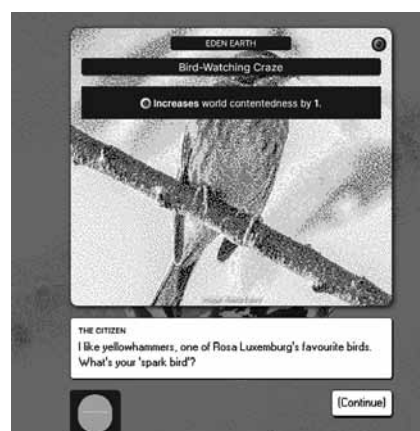 EDEN EARTH
Bird-Watching Craze
Increases world contentedness by 1.
THE CITIZEN
I like yellowhammers, one of Rosa Luxemburg's favourite birds.
What's your 'spark bird'?
(Continue)